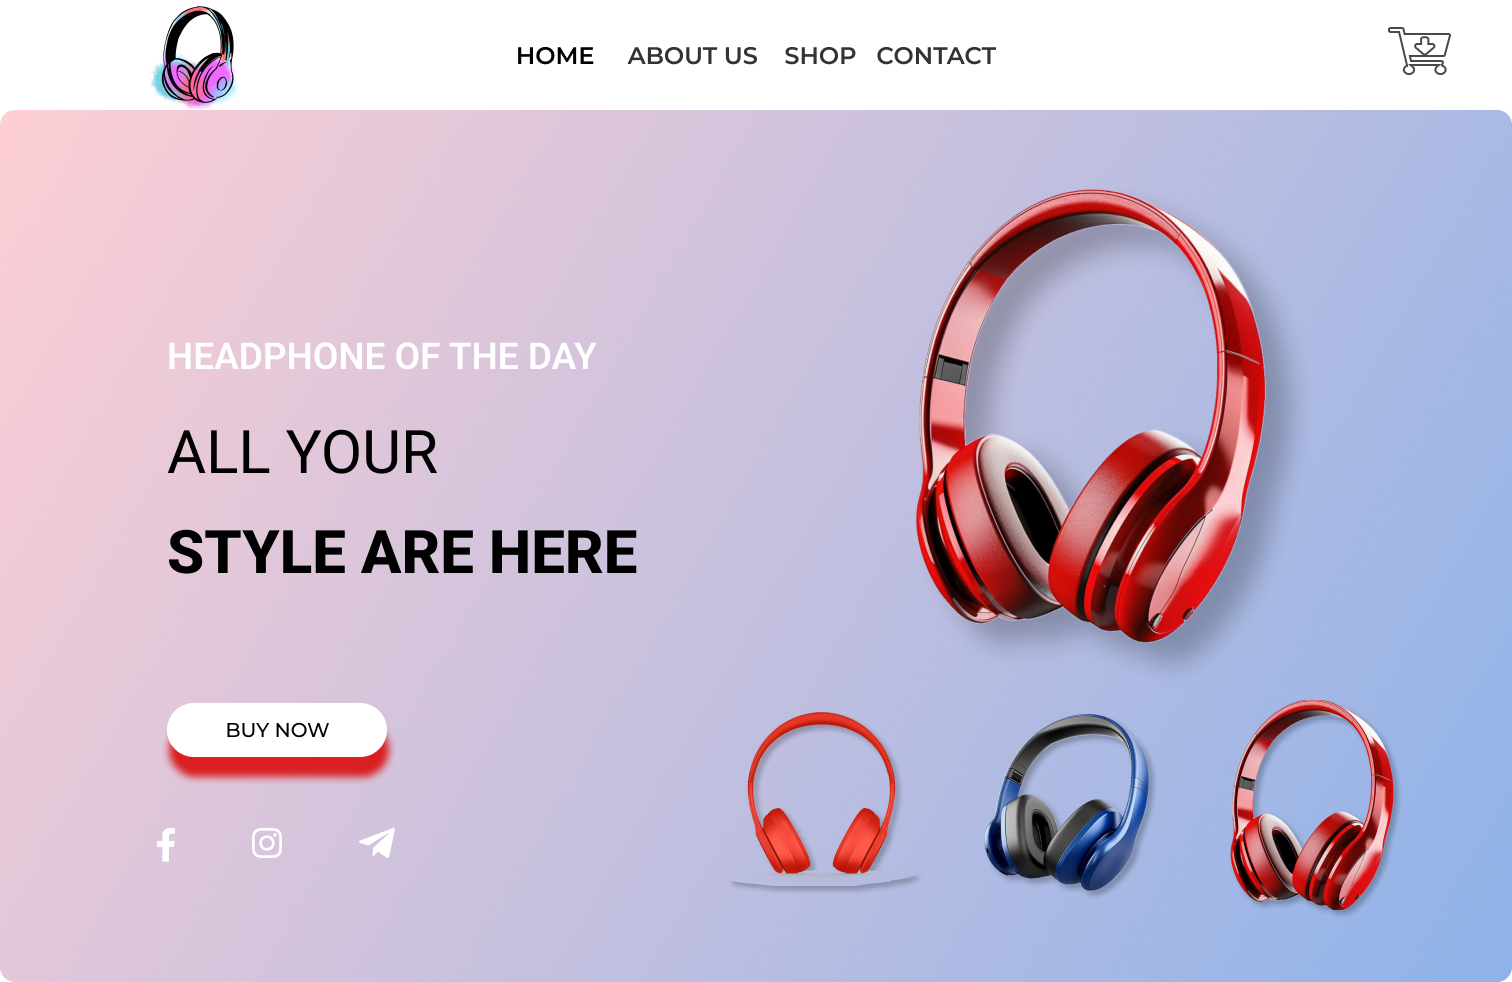 HOME ABOUT US SHOP CONTACT
HEADPHONE OF THE DAY
ALL YOUR
STYLE ARE HERE
BUY NOW